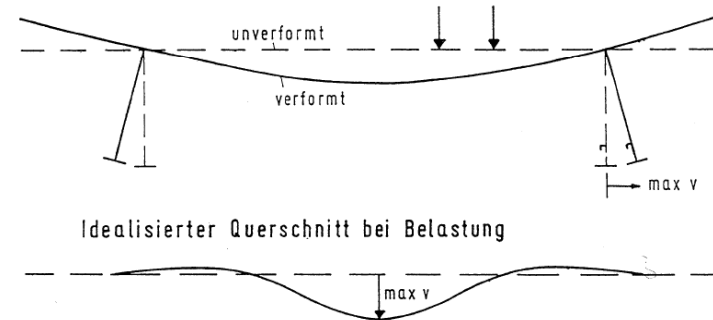 unverformt
verformt
max v
Idealisierter Querschnitt bei Belastung
max v